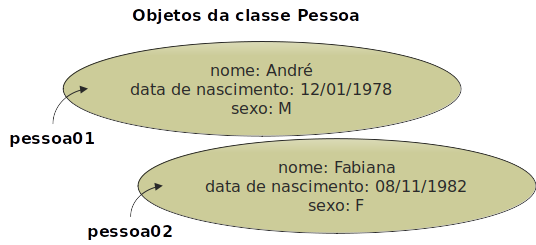 Objetos da classe Pessoa
nome: André
data de nascimento: 12/01/1978
sexo: M
pessoa01
nome: Fabiana
data de nascimento: 08/11/1982
sexo: F
pessoa02